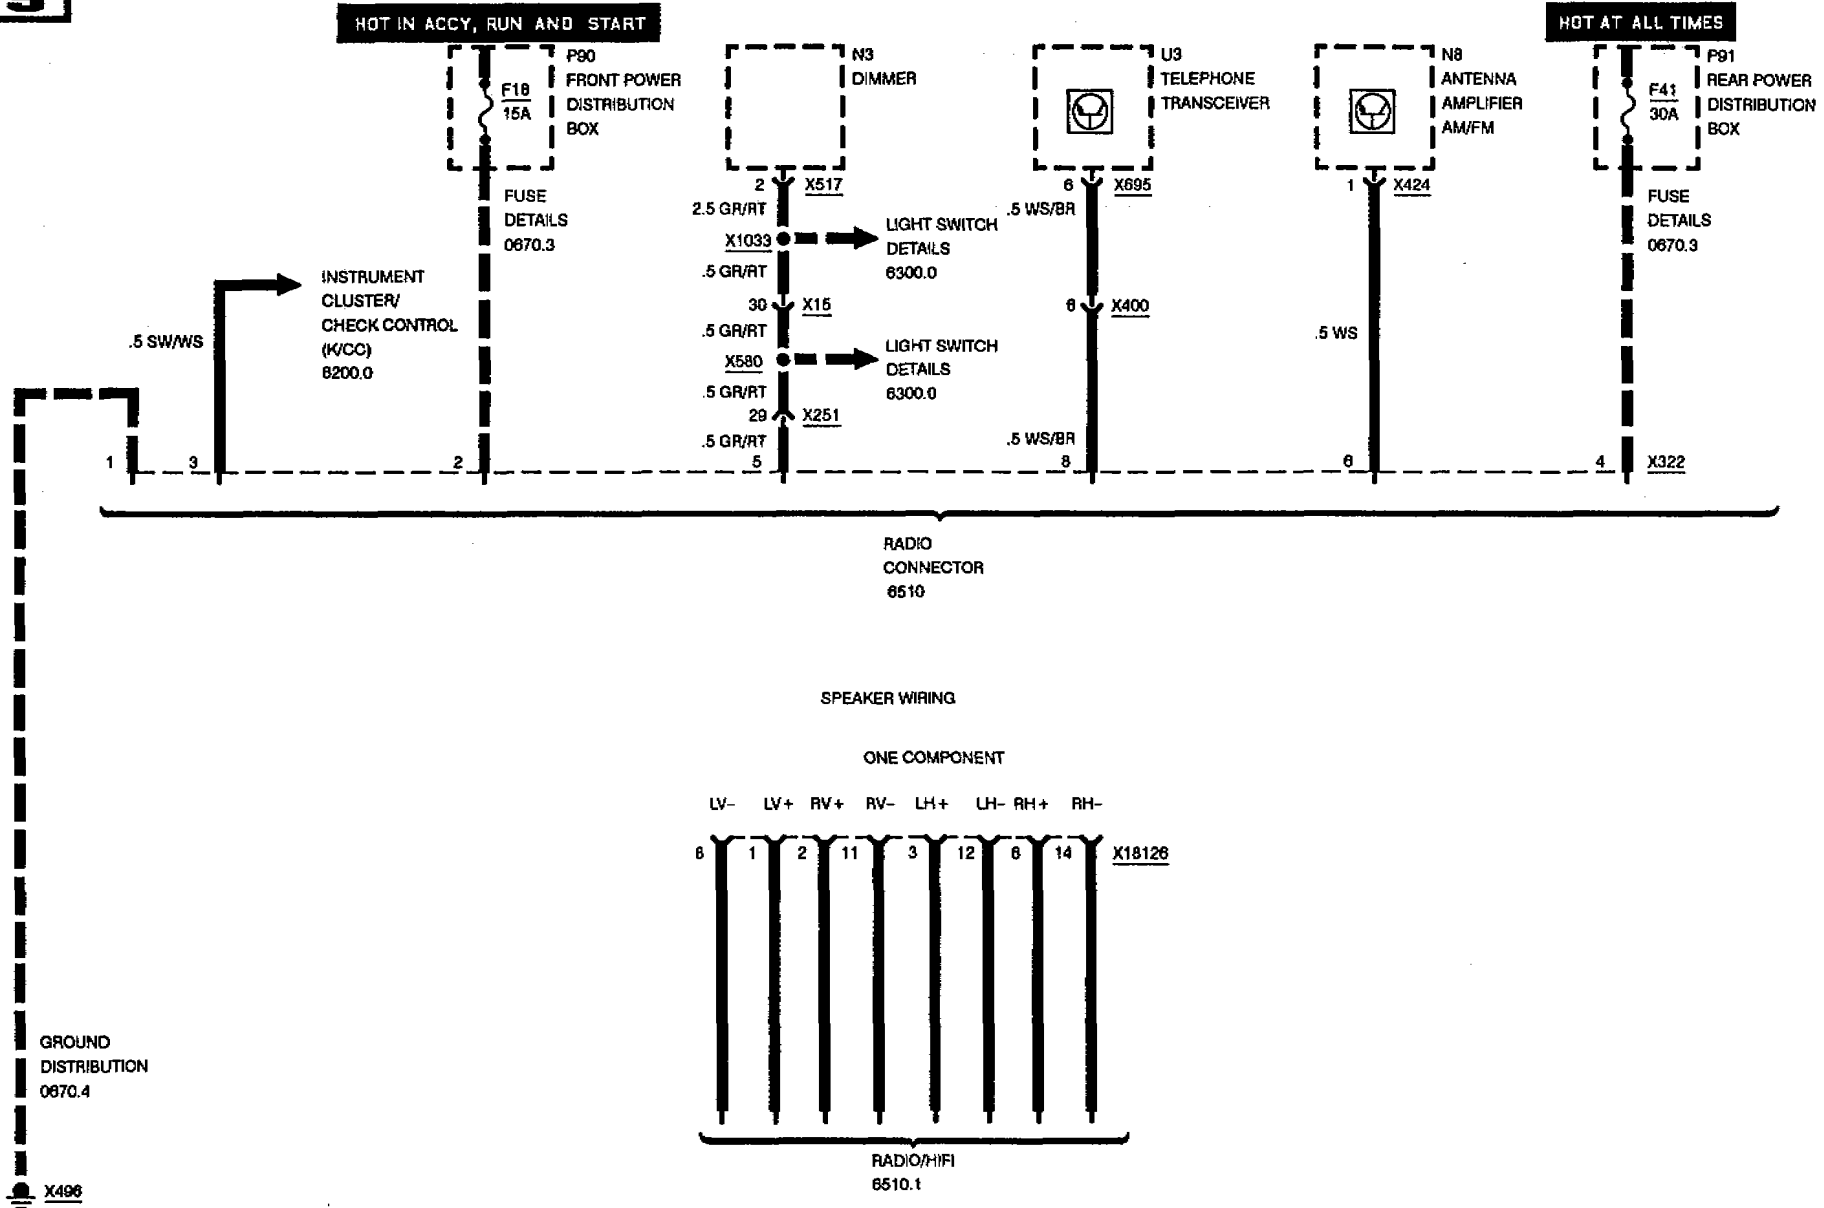 HOT IN ACCY, RUN AND START
HOT AT ALL TIMES
P90
FRONT POWER
DISTRIBUTION
BOX
F18
15A
FUSE
DETAILS
0670.3
N3
DIMMER
2
X517
2.5 GR/RT
X1033
LIGHT SWITCH
DETAILS
6300.0
.5 GR/RT
30
X15
.5 GR/RT
X580
LIGHT SWITCH
DETAILS
6300.0
.5 GR/RT
29
X251
.5 GR/RT
U3
TELEPHONE
TRANSCEIVER
6
X695
.5 WS/BR
6
X400
.5 WS/BR
N8
ANTENNA
AMPLIFIER
AM/FM
1
X424
.5 WS
P91
REAR POWER
DISTRIBUTION
BOX
F41
30A
FUSE
DETAILS
0670.3
INSTRUMENT
CLUSTER/
CHECK CONTROL
(K/CC)
6200.0
.5 SW/WS
1 3 2 5 8 6 4 X322
RADIO
CONNECTOR
6510
SPEAKER WIRING
ONE COMPONENT
LV- LV+ RV+ RV- LH+ LH- RH+ RH-
1 2 11 3 12 14 X18126
RADIO/HIFI
6510.1
GROUND
DISTRIBUTION
0670.4
X496